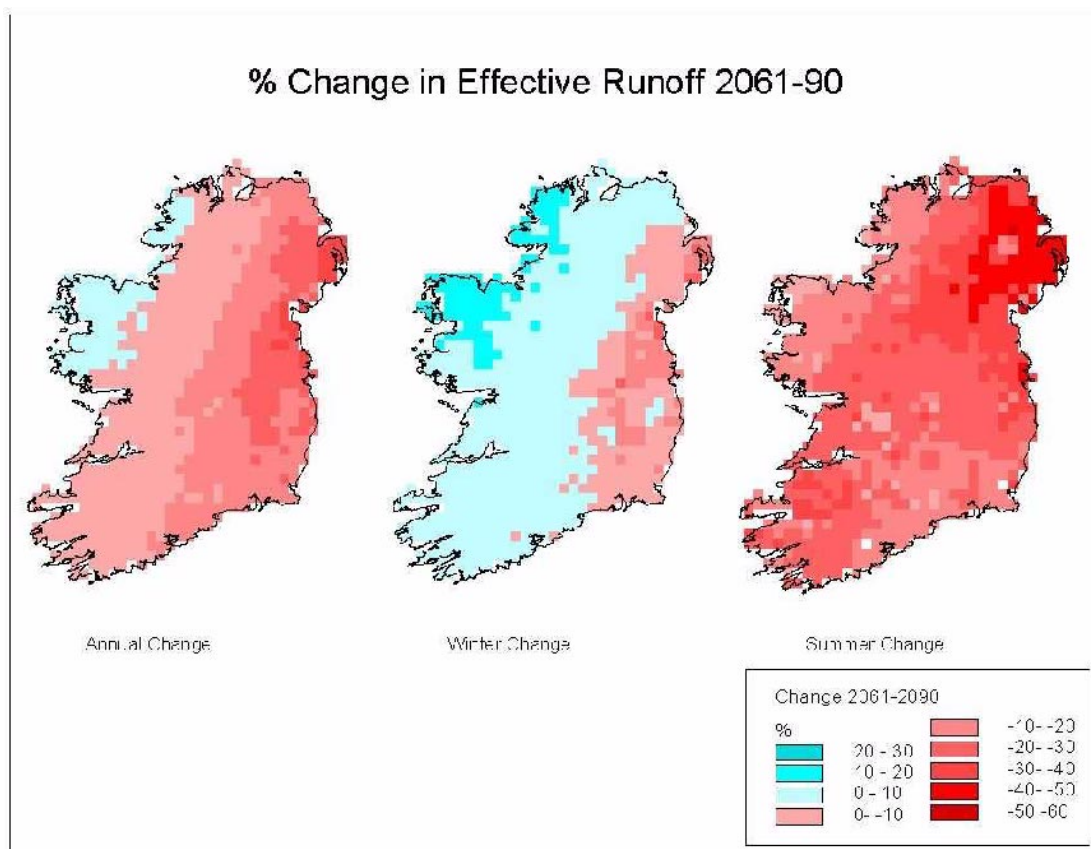 % Change in Effective Runoff 2061-90
Annual Change
Winter Change
Summer Change
Change 2061-2090
%
20 - 30
10 - 20
0 - 10
0- -10
-10- -20
-20- -30
-30- -40
-40- -50
-50 -60